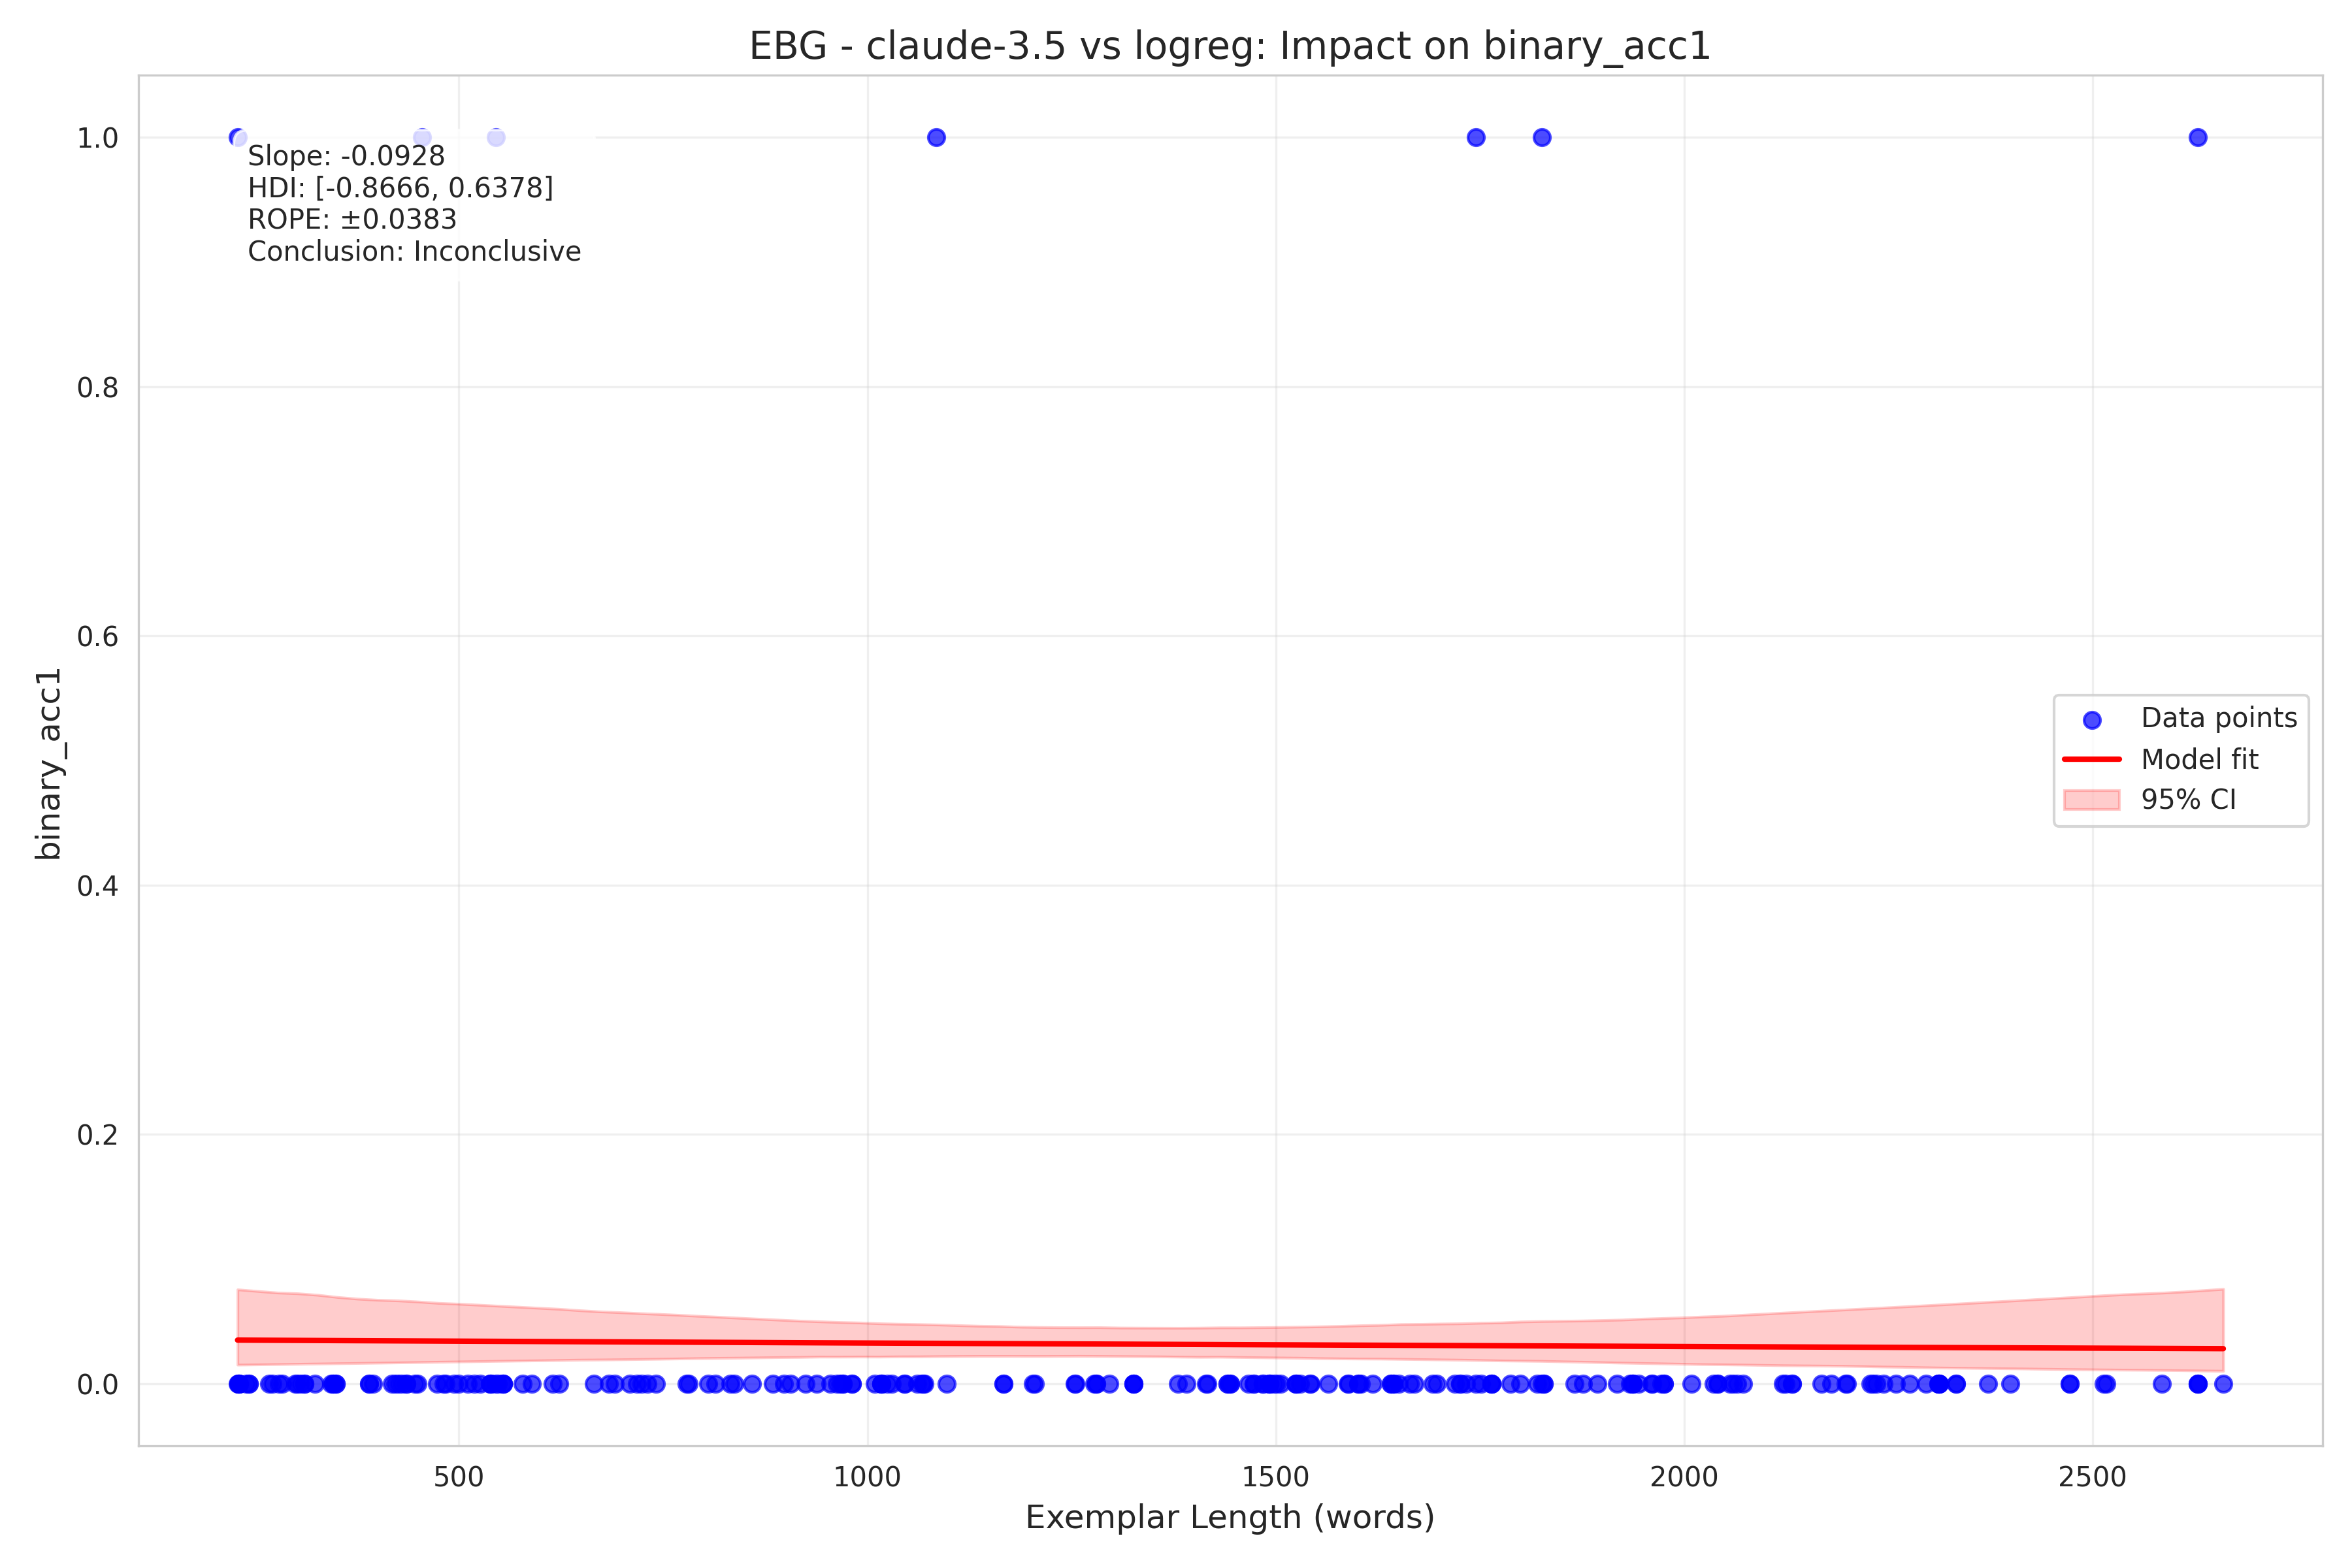 EBG - claude-3.5 vs logreg: Impact on binary_acc1
1.0
0.8
0.6
0.4
0.2
0.0
binary_acc1
Slope: -0.0928
HDI: [-0.8666, 0.6378]
ROPE: ±0.0383
Conclusion: Inconclusive
Data points
Model fit
95% CI
500
1000
1500
2000
2500
Exemplar Length (words)